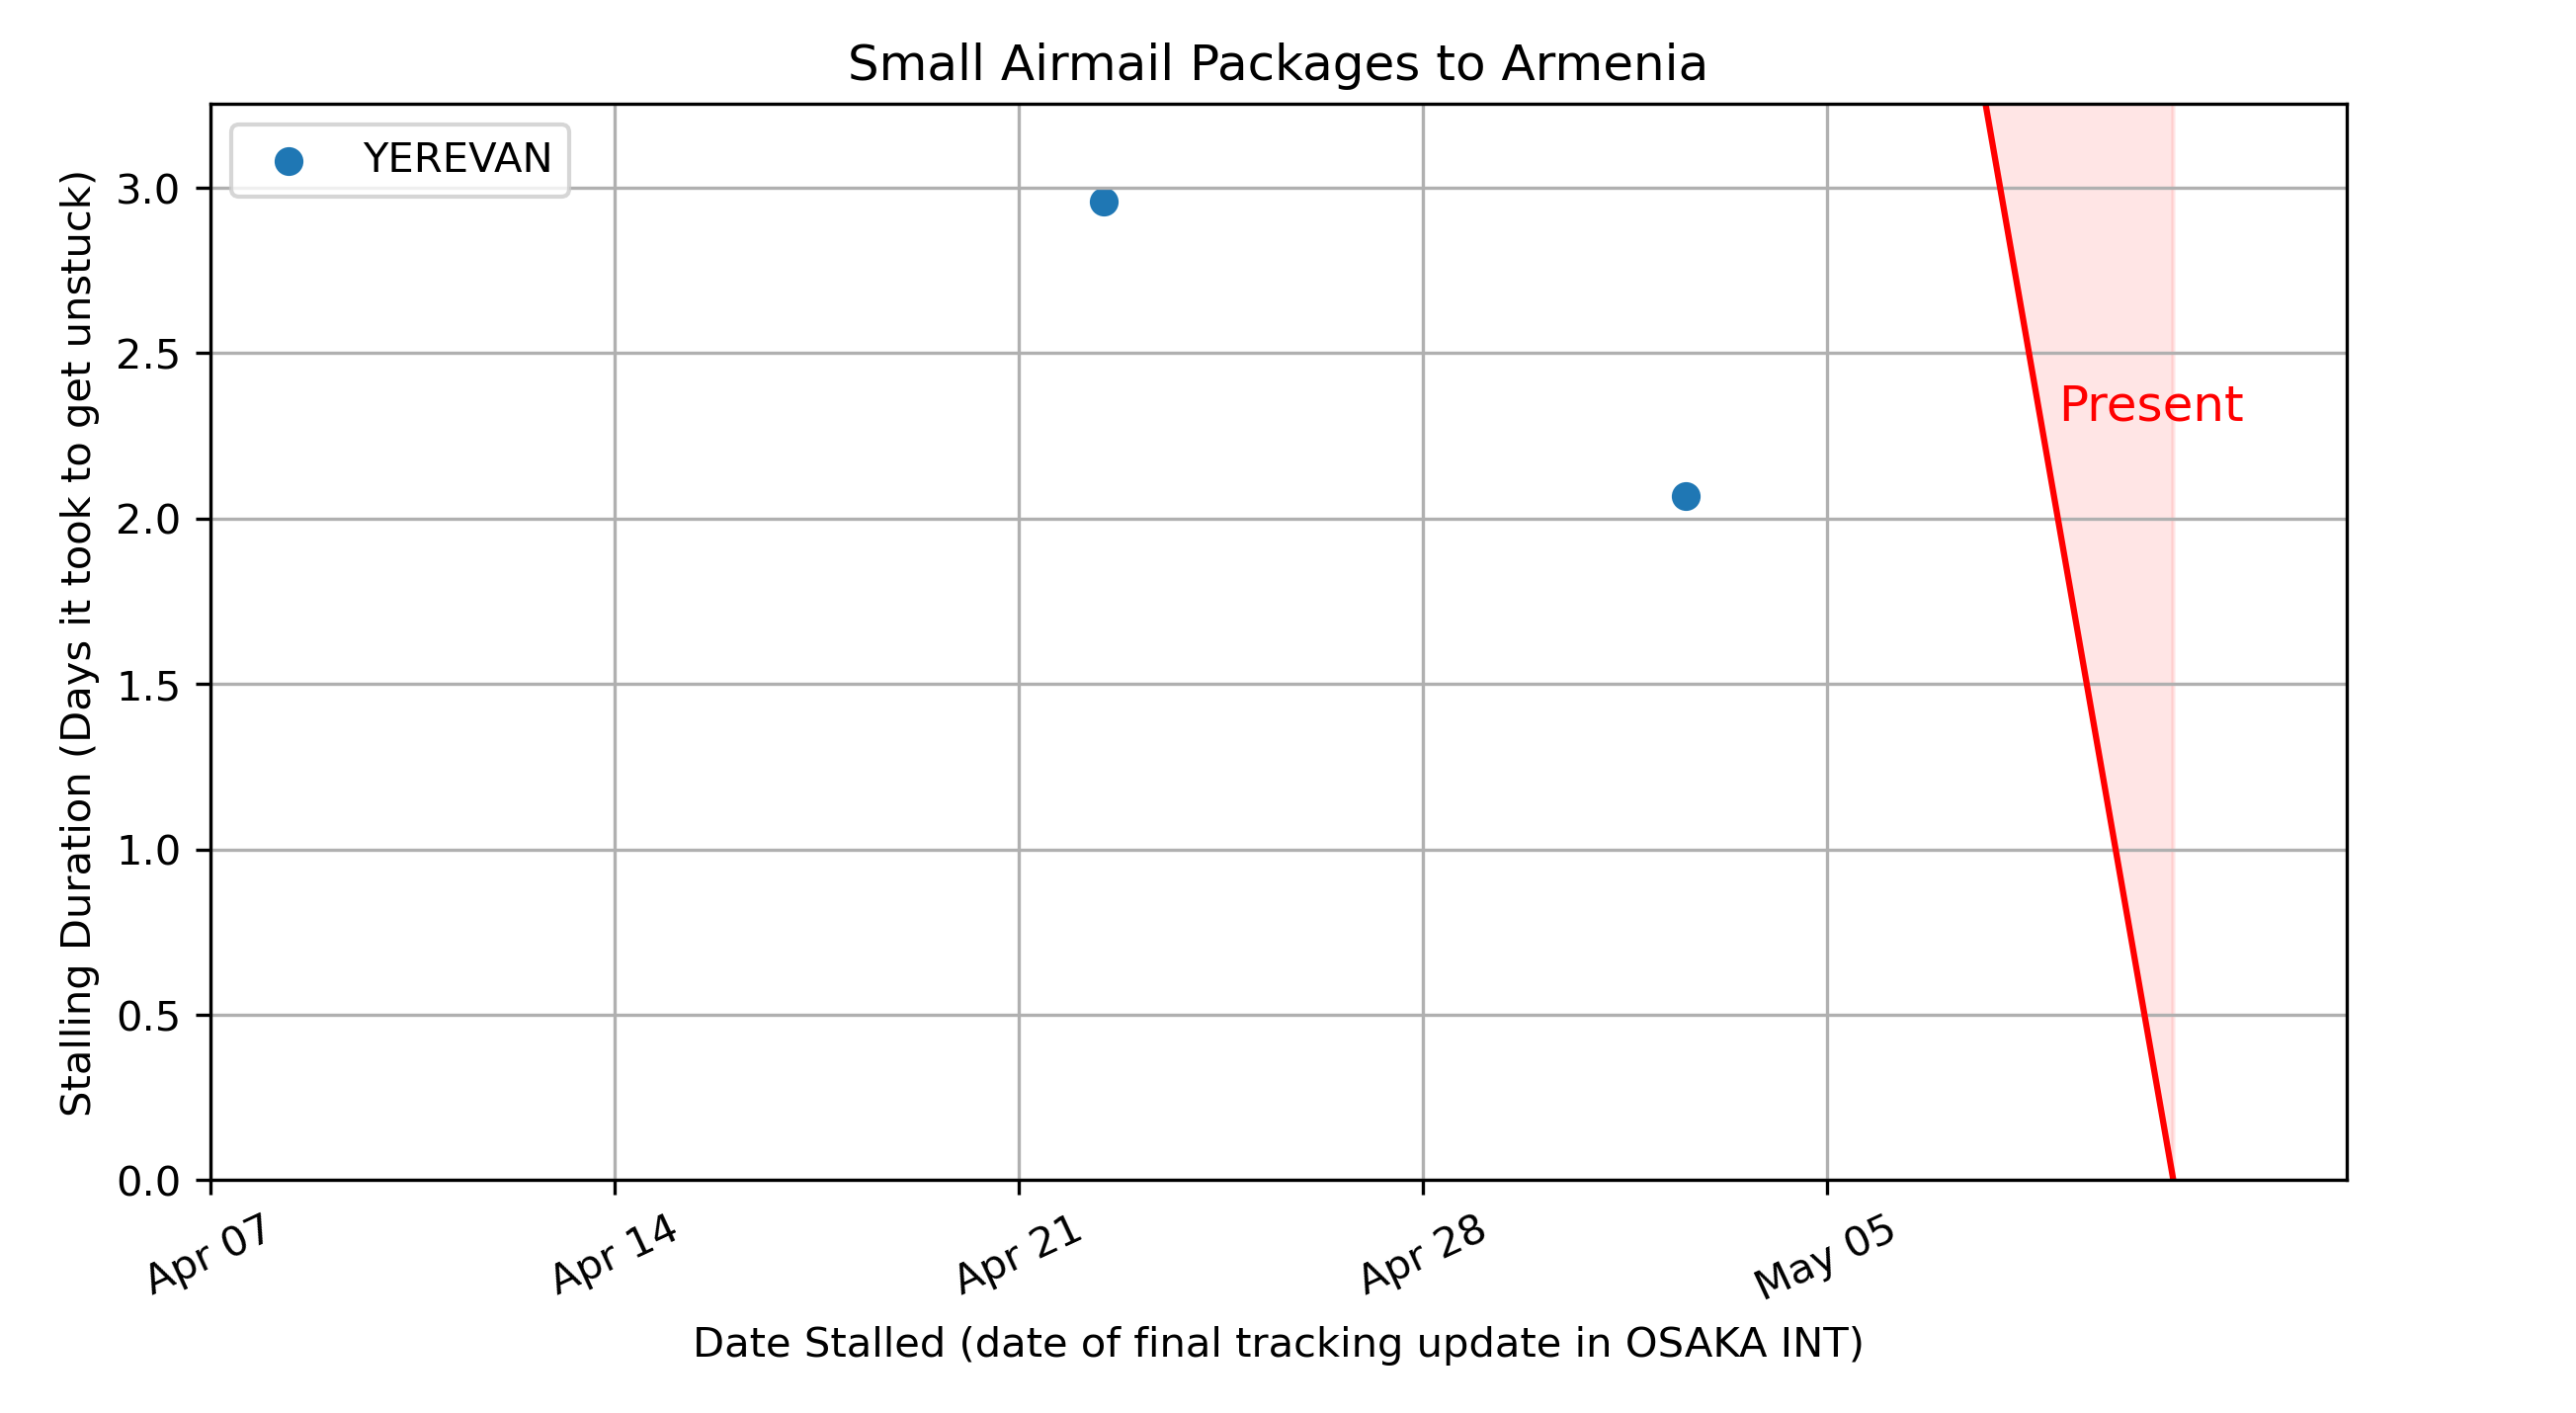 Small Airmail Packages to Armenia
YEREVAN
Stalling Duration (Days it took to get unstuck)
3.0
2.5
2.0
1.5
1.0
0.5
0.0
Present
Apr 07
Apr 14
Apr 21
Apr 28
May 05
Date Stalled (date of final tracking update in OSAKA INT)